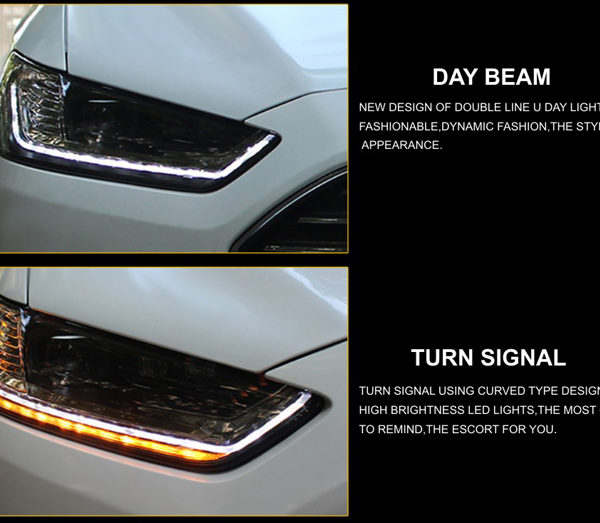 DAY BEAM
NEW DESIGN OF DOUBLE LINE U DAY LIGHT
FASHIONABLE,DYNAMIC FASHION,THE
APPEARANCE.
TURN SIGNAL
TURN SIGNAL USING CURVED TYPE DESIGN
HIGH BRIGHTNESS LED LIGHTS,THE MOST
TO REMIND,THE ESCORT FOR YOU.